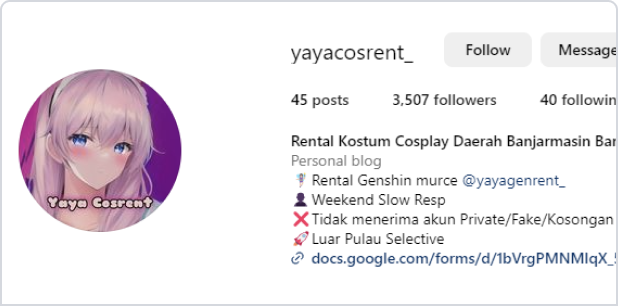 yayacosrent_ Follow Message
45 posts 3,507 followers 40 followin
Rental Kostum Cosplay Daerah Banjarmasin Bar
Personal blog
🧚 Rental Genshin murce @yayagenrent_
👤 Weekend Slow Resp
❌ Tidak menerima akun Private/Fake/Kosongan
🚀 Luar Pulau Selective
docs.google.com/forms/d/1bVrgPMNMIqX_
Yaya Cosrent